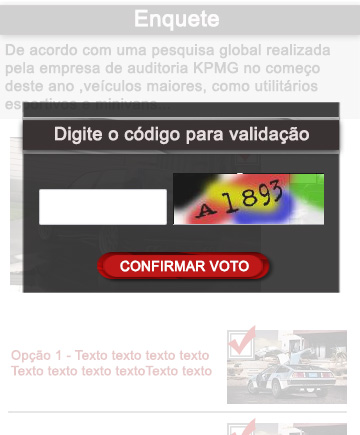 Enquete
De acordo com uma pesquisa global realizada
pela empresa de auditoria KPMG no começo
deste ano ,veículos maiores, como utilitários
esportivos e minivans
Digite o código para validação
A 1893
CONFIRMAR VOTO
Opção 1 - Texto texto texto texto
Texto texto texto textoTexto texto